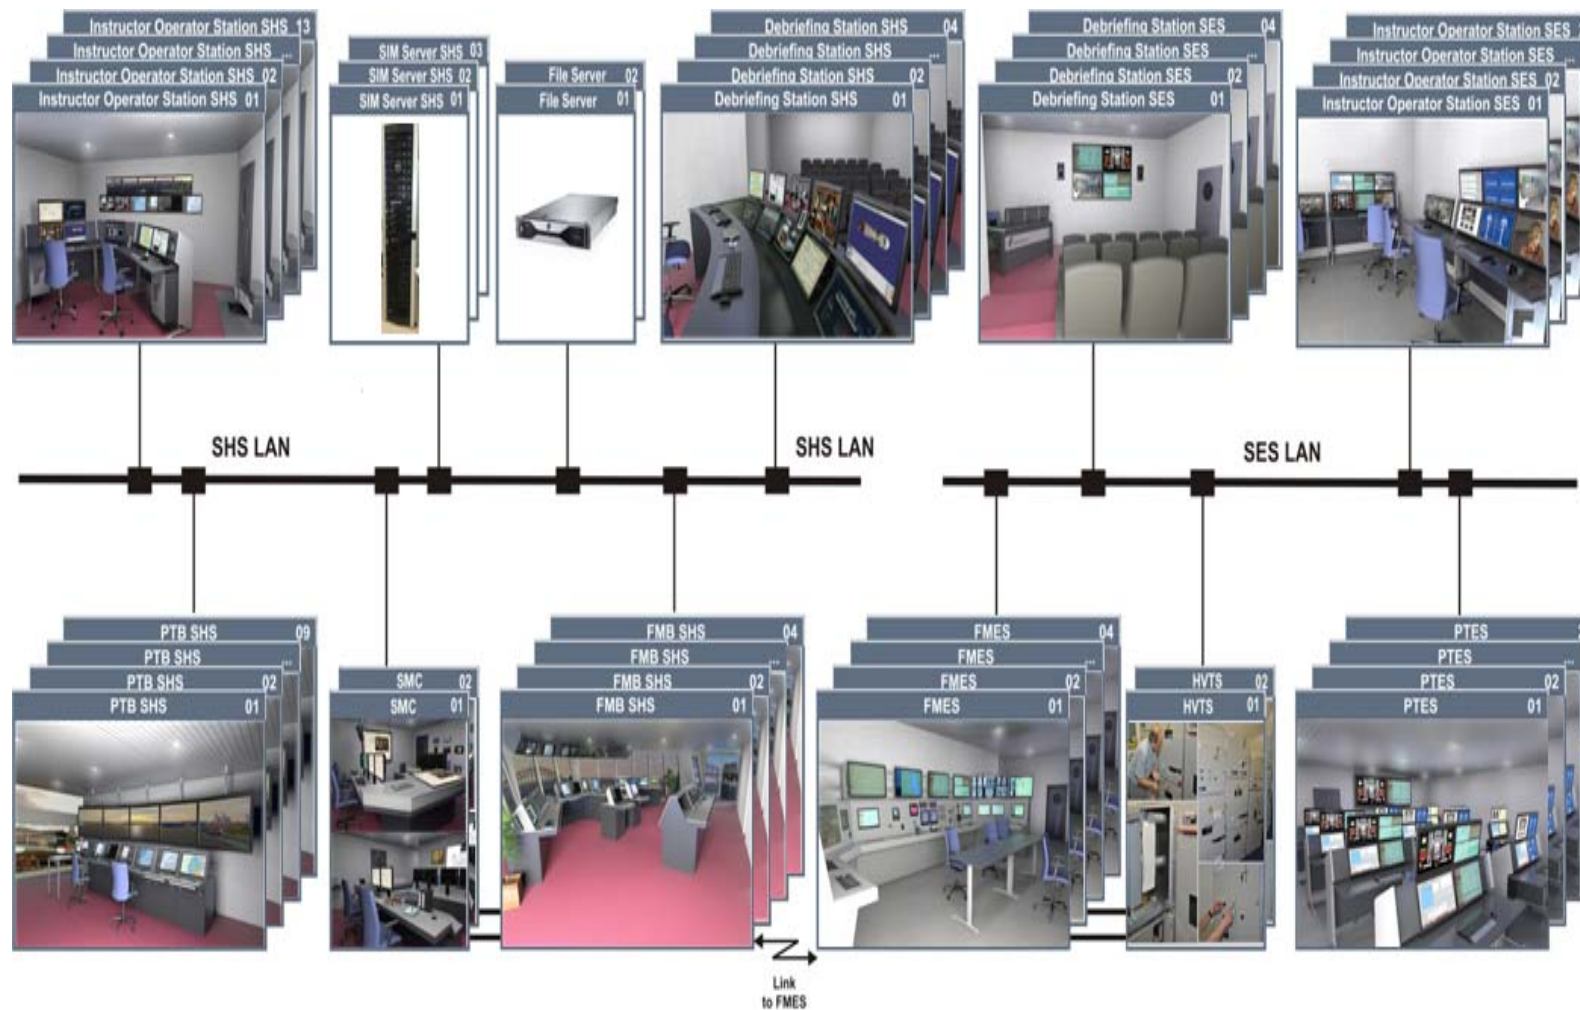 Instructor Operator Station SHS 13
Instructor Operator Station SHS ...
Instructor Operator Station SHS 02
Instructor Operator Station SHS 01
SIM Server SHS 03
SIM Server SHS 02
SIM Server SHS 01
File Server 02
File Server 01
Debriefing Station SHS 04
Debriefing Station SHS ...
Debriefing Station SHS 02
Debriefing Station SHS 01
Debriefing Station SES 04
Debriefing Station SES ...
Debriefing Station SES 02
Debriefing Station SES 01
Instructor Operator Station SES
Instructor Operator Station SES ...
Instructor Operator Station SES 02
Instructor Operator Station SES 01
SHS LAN
SHS LAN
SES LAN
PTB SHS 09
PTB SHS ...
PTB SHS 02
PTB SHS 01
SMC 02
SMC 01
FMB SHS 04
FMB SHS ...
FMB SHS 02
FMB SHS 01
FMES 04
FMES ...
FMES 02
FMES 01
HVTS 02
HVTS 01
PTES
PTES ...
PTES 02
PTES 01
Link
to FMES